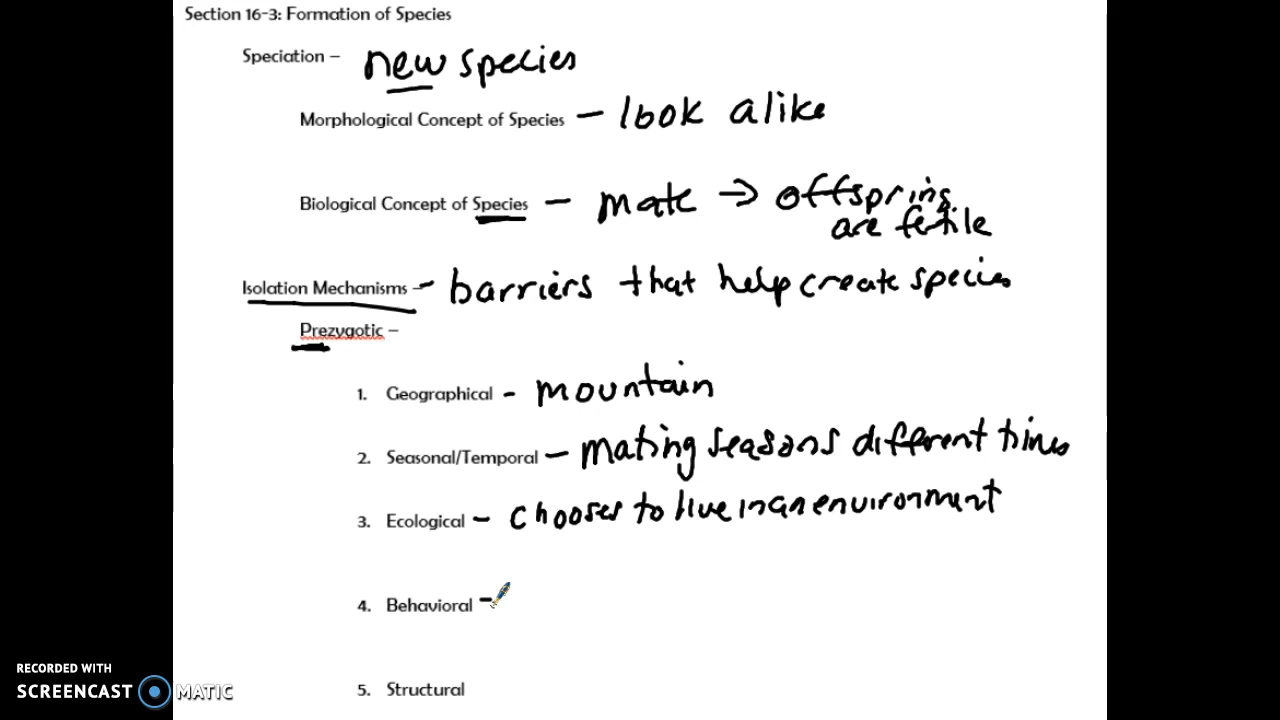 Section 16-3: Formation of Species
Speciation – new species
Morphological Concept of Species – look alike
Biological Concept of Species – mate → offspring
are fertile
Isolation Mechanisms – barriers that help create species
Prezygotic –
1. Geographical - mountain
2. Seasonal/Temporal – mating seasons different times
3. Ecological – chooses to live in an environment
4. Behavioral –
5. Structural
RECORDED WITH
SCREENCAST MATIC